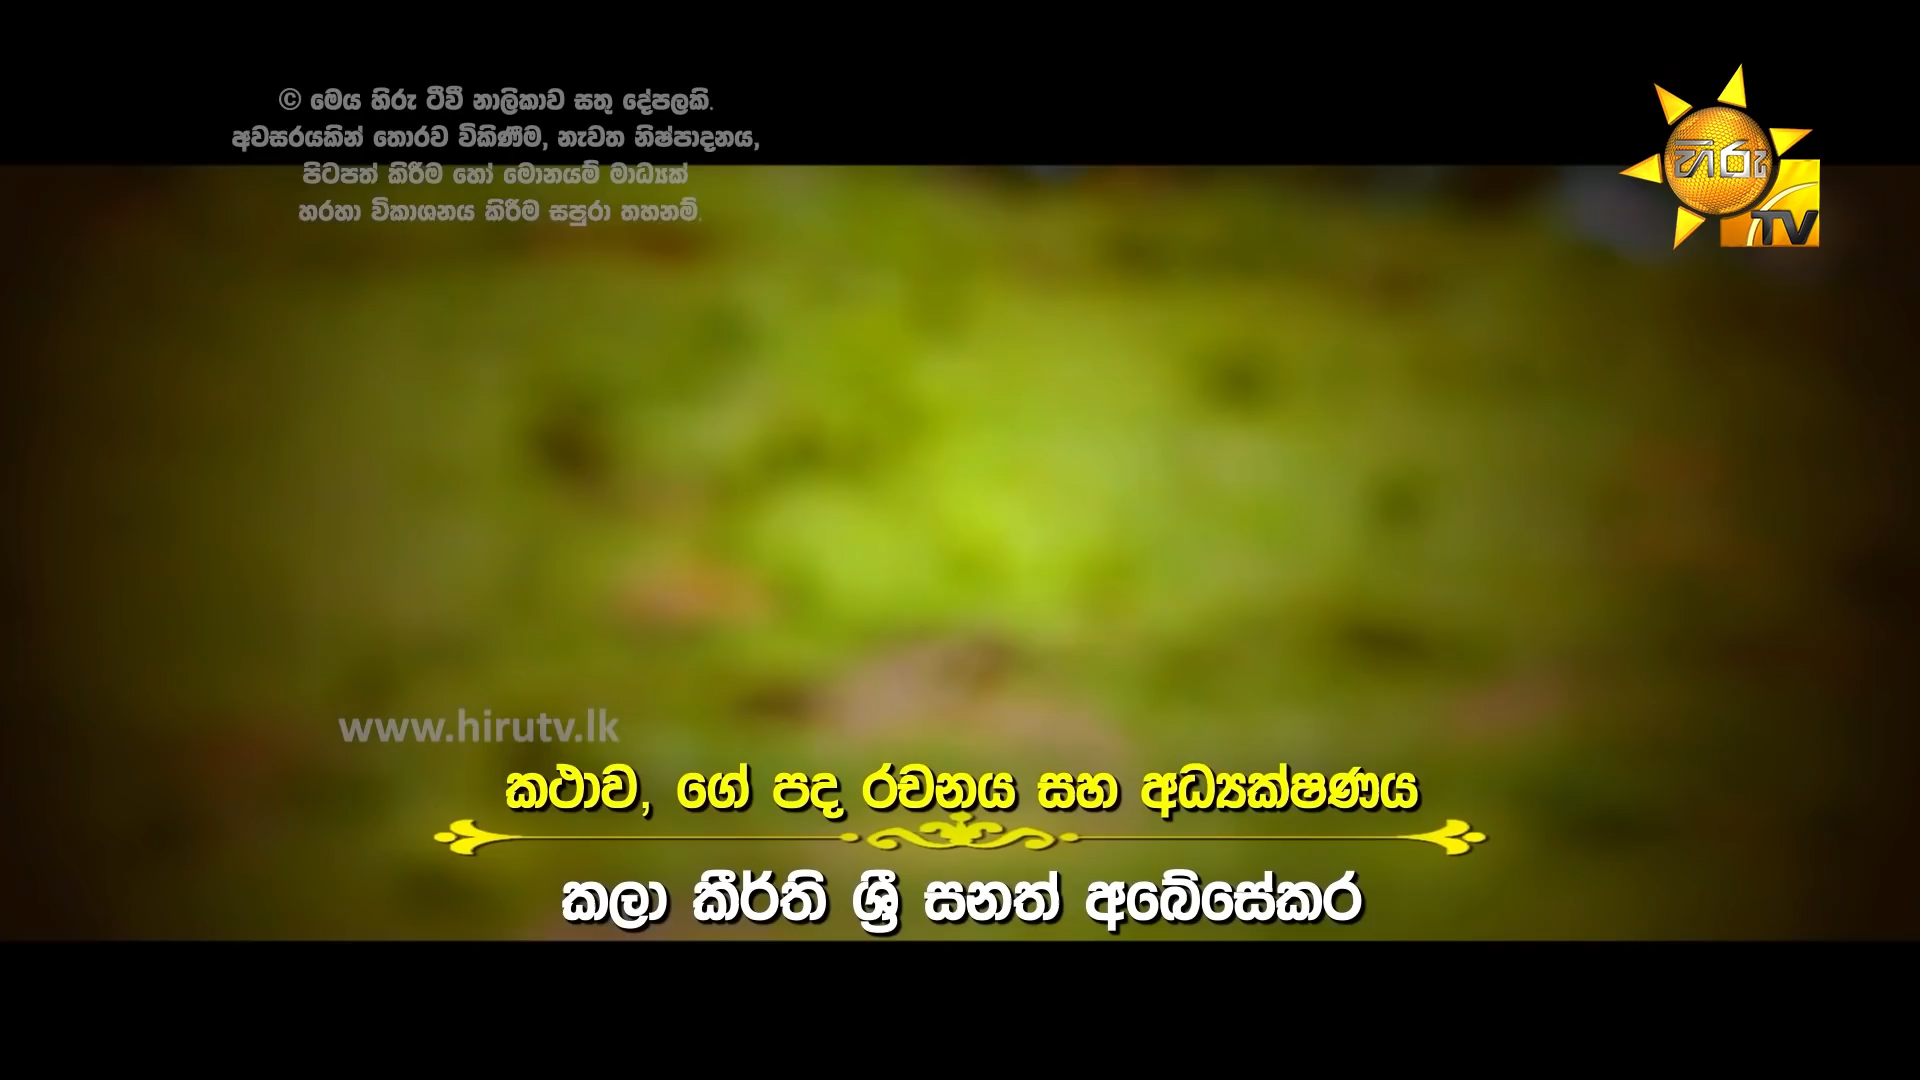 © මෙය හිරු ටීවී නාලිකාව සතු දේපලකි.
අවසරයකින් තොරව විකිණීම, නැවත නිෂ්පාදනය,
පිටපත් කිරීම හෝ මොනයම් මාධ්‍යක්
හරහා විකාශනය කිරීම සපුරා තහනම්.
හිරු
TV
www.hirutv.lk
කථාව, ගේ පද රචනය සහ අධ්‍යක්ෂණය
කලා කීර්ති ශ්‍රී සනත් අබේසේකර